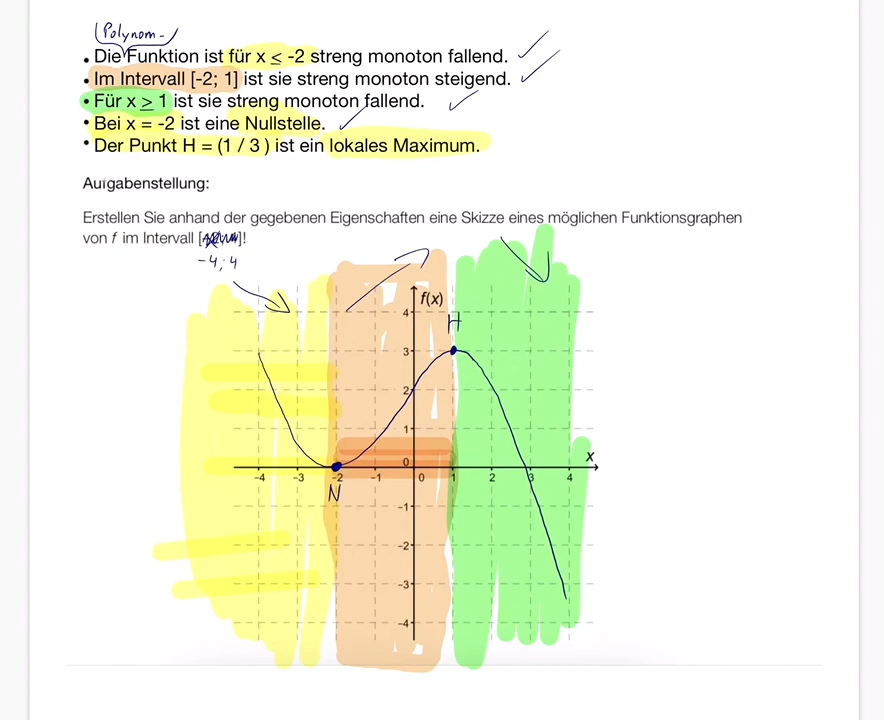 (Polynom-)
• Die Funktion ist für x ≤ -2 streng monoton fallend.
• Im Intervall [-2; 1] ist sie streng monoton steigend.
• Für x ≥ 1 ist sie streng monoton fallend.
• Bei x = -2 ist eine Nullstelle.
• Der Punkt H = (1 / 3 ) ist ein lokales Maximum.
Aufgabenstellung:
Erstellen Sie anhand der gegebenen Eigenschaften eine Skizze eines möglichen Funktionsgraphen
von f im Intervall [ ]!
-4; 4
f(x)
4
H
3
2
1
0
x
-4 -3 -2 -1 0 1 2 3 4
N
-1
-2
-3
-4